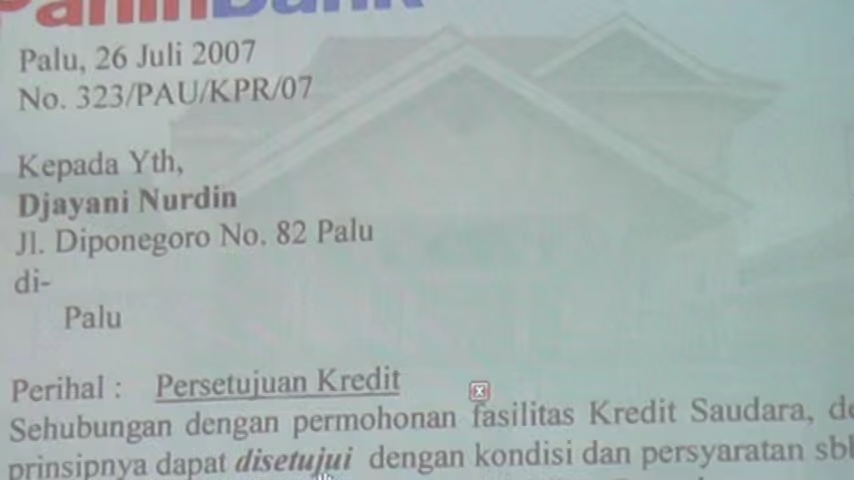 PaninBank
Palu, 26 Juli 2007
No. 323/PAU/KPR/07
Kepada Yth,
Djayani Nurdin
Jl. Diponegoro No. 82 Palu
di-
Palu
Perihal : Persetujuan Kredit
Sehubungan dengan permohonan fasilitas Kredit Saudara,
prinsipnya dapat disetujui dengan kondisi dan persyaratan